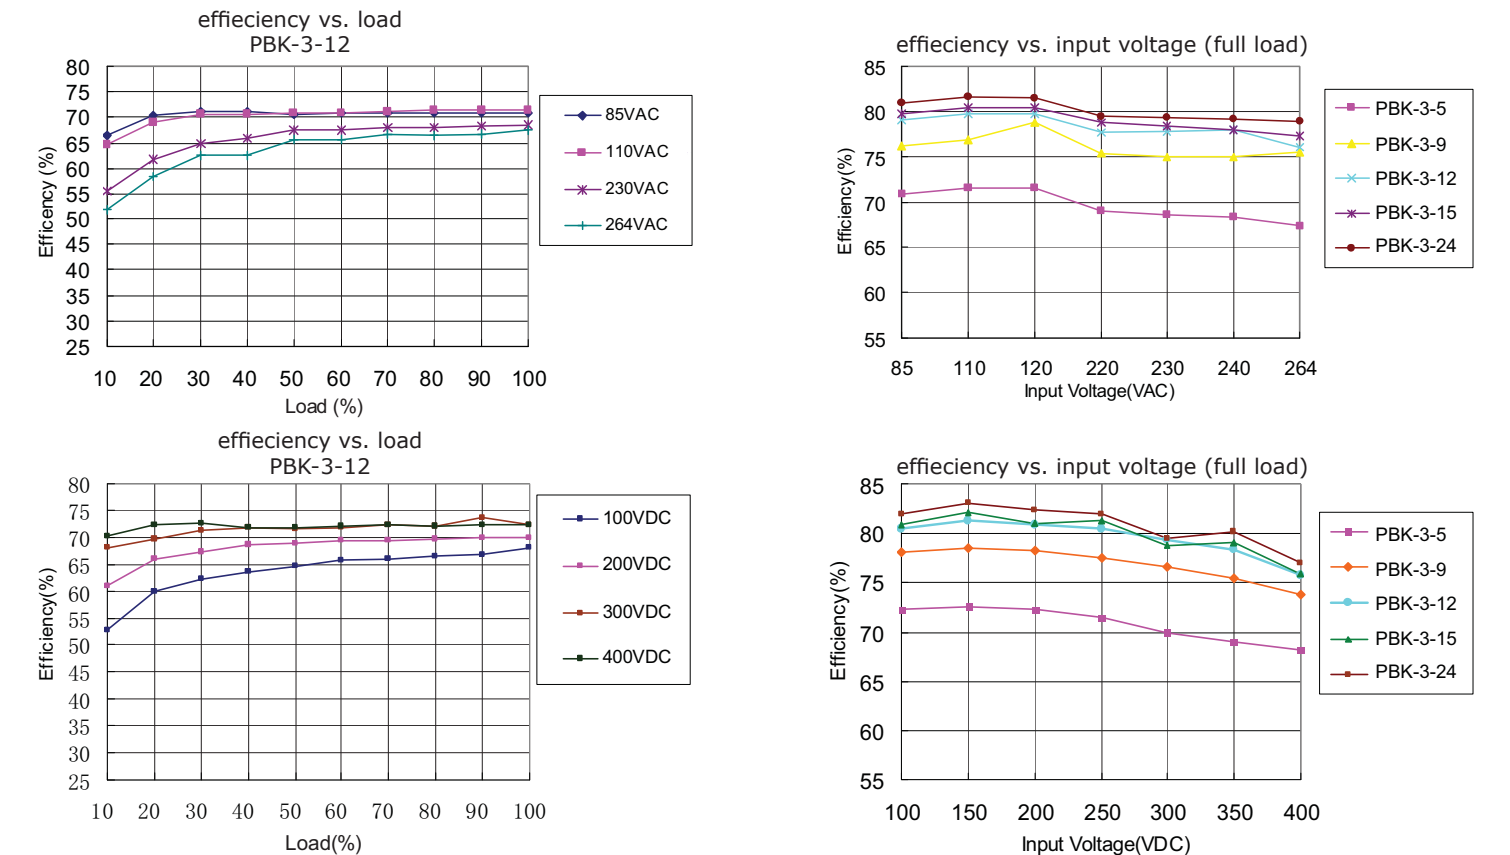 effieciency vs. load
PBK-3-12
80
75
70
65
60
55
50
45
40
35
30
25
Efficency (%)
10 20 30 40 50 60 70 80 90 100
Load (%)
85VAC
110VAC
230VAC
264VAC
effieciency vs. input voltage (full load)
85
80
75
70
65
60
55
Efficiency(%)
85 110 120 220 230 240 264
Input Voltage(VAC)
PBK-3-5
PBK-3-9
PBK-3-12
PBK-3-15
PBK-3-24
effieciency vs. load
PBK-3-12
80
75
70
65
60
55
50
45
40
35
30
25
Efficiency(%)
10 20 30 40 50 60 70 80 90 100
Load(%)
100VDC
200VDC
300VDC
400VDC
effieciency vs. input voltage (full load)
85
80
75
70
65
60
55
Efficiency(%)
100 150 200 250 300 350 400
Input Voltage(VDC)
PBK-3-5
PBK-3-9
PBK-3-12
PBK-3-15
PBK-3-24